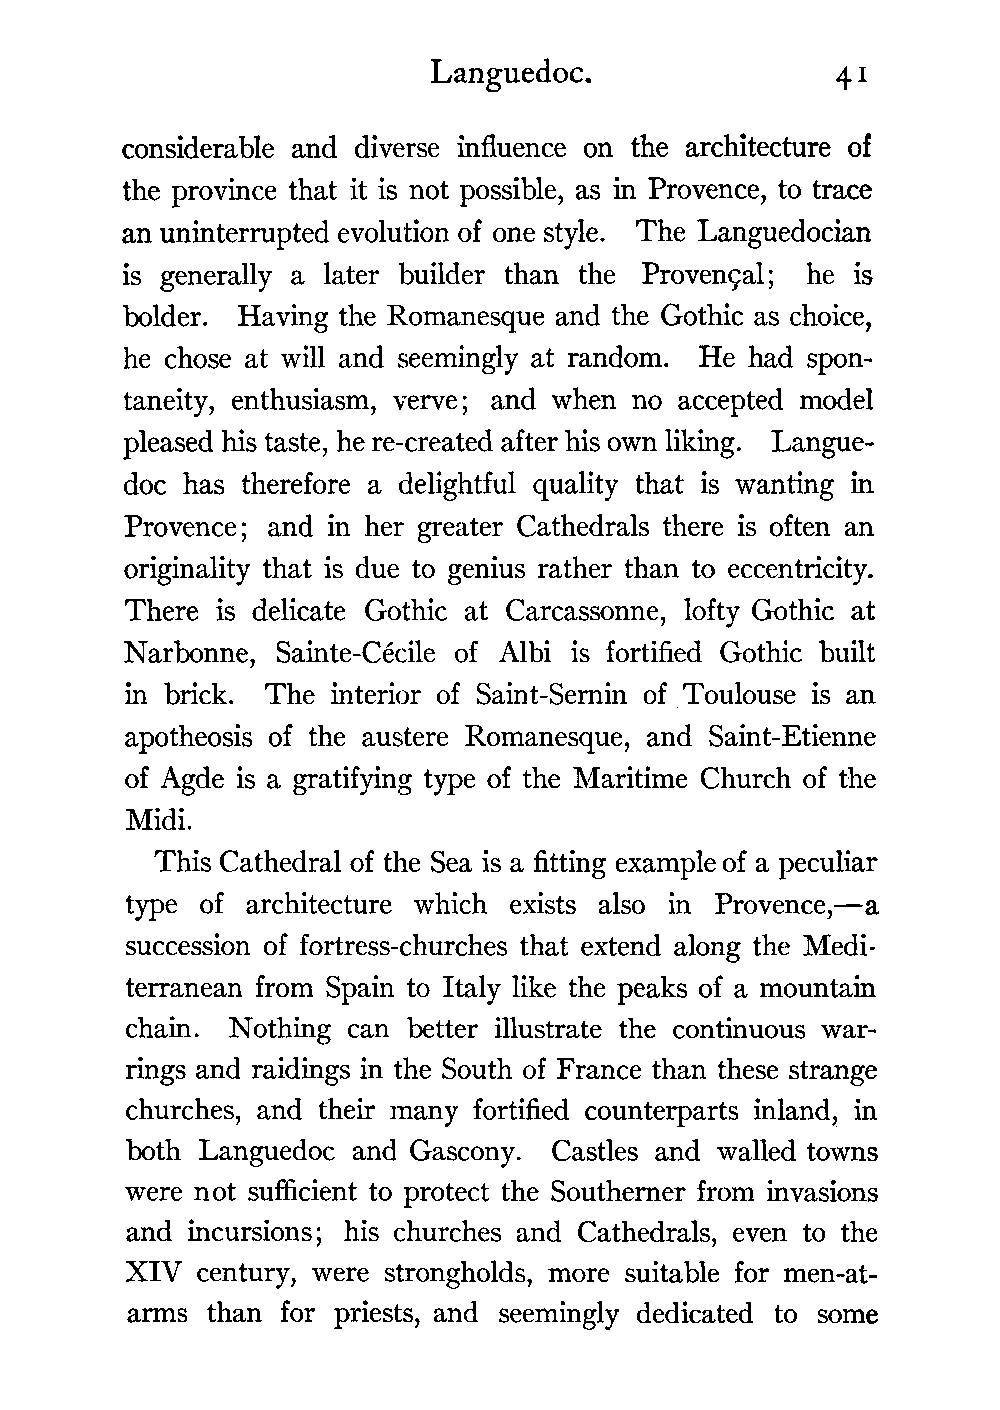 Languedoc. 41
considerable and diverse influence on the architecture of
the province that it is not possible, as in Provence, to trace
an uninterrupted evolution of one style. The Languedocian
is generally a later builder than the Provençal; he is
bolder. Having the Romanesque and the Gothic as choice,
he chose at will and seemingly at random. He had spon-
taneity, enthusiasm, verve; and when no accepted model
pleased his taste, he re-created after his own liking. Langue-
doc has therefore a delightful quality that is wanting in
Provence; and in her greater Cathedrals there is often an
originality that is due to genius rather than to eccentricity.
There is delicate Gothic at Carcassonne, lofty Gothic at
Narbonne, Sainte-Cécile of Albi is fortified Gothic built
in brick. The interior of Saint-Sernin of Toulouse is an
apotheosis of the austere Romanesque, and Saint-Etienne
of Agde is a gratifying type of the Maritime Church of the
Midi.
This Cathedral of the Sea is a fitting example of a peculiar
type of architecture which exists also in Provence,—a
succession of fortress-churches that extend along the Medi-
terranean from Spain to Italy like the peaks of a mountain
chain. Nothing can better illustrate the continuous war-
rings and raidings in the South of France than these strange
churches, and their many fortified counterparts inland, in
both Languedoc and Gascony. Castles and walled towns
were not sufficient to protect the Southerner from invasions
and incursions; his churches and Cathedrals, even to the
XIV century, were strongholds, more suitable for men-at-
arms than for priests, and seemingly dedicated to some